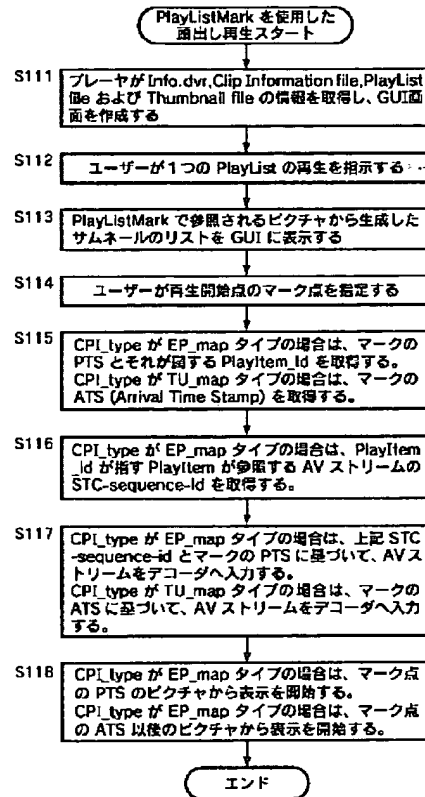 PlayListMark を使用した
頭出し再生スタート
S111
プレーヤが Info.dvr,Clip Information file,PlayList
file および Thumbnail file の情報を取得し、GUI画
面を作成する
S112
ユーザーが1つの PlayList の再生を指示する
S113
PlayListMark で参照されるピクチャから生成した
サムネールのリストを GUI に表示する
S114
ユーザーが再生開始点のマーク点を指定する
S115
CPI_type が EP_map タイプの場合は、マークの
PTS とそれが図する PlayItem_Id を取得する。
CPI_type が TU_map タイプの場合は、マークの
ATS (Arrival Time Stamp) を取得する。
S116
CPI_type が EP_map タイプの場合は、PlayItem
_id が指す PlayItem が参照する AV ストリームの
STC-sequence-id を取得する。
S117
CPI_type が EP_map タイプの場合は、上記 STC
-sequence-id とマークの PTS に基づいて、AVス
トリームをデコーダへ入力する。
CPI_type が TU_map タイプの場合は、マークの
ATS に基づいて、AV ストリームをデコーダへ入力
する。
S118
CPI_type が EP_map タイプの場合は、マーク点
の PTS のピクチャから表示を開始する。
CPI_type が EP_map タイプの場合は、マーク点
の ATS 以後のピクチャから表示を開始する。
エンド